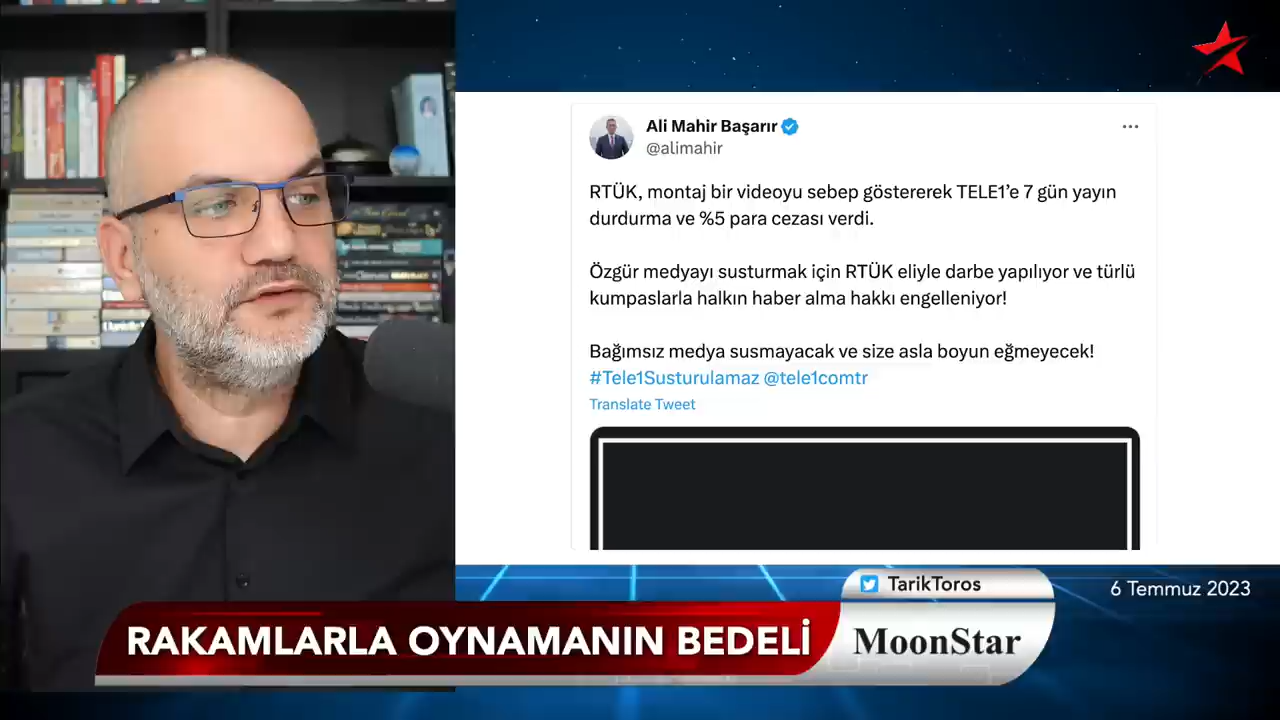 Ali Mahir Başarır
@alimahir
RTÜK, montaj bir videoyu sebep göstererek TELE1’e 7 gün yayın
durdurma ve %5 para cezası verdi.
Özgür medyayı susturmak için RTÜK eliyle darbe yapılıyor ve türlü
kumpaslarla halkın haber alma hakkı engelleniyor!
Bağımsız medya susmayacak ve size asla boyun eğmeyecek!
#Tele1Susturulamaz @tele1comtr
Translate Tweet
TarikToros
6 Temmuz 2023
RAKAMLARLA OYNAMANIN BEDELİ
MoonStar